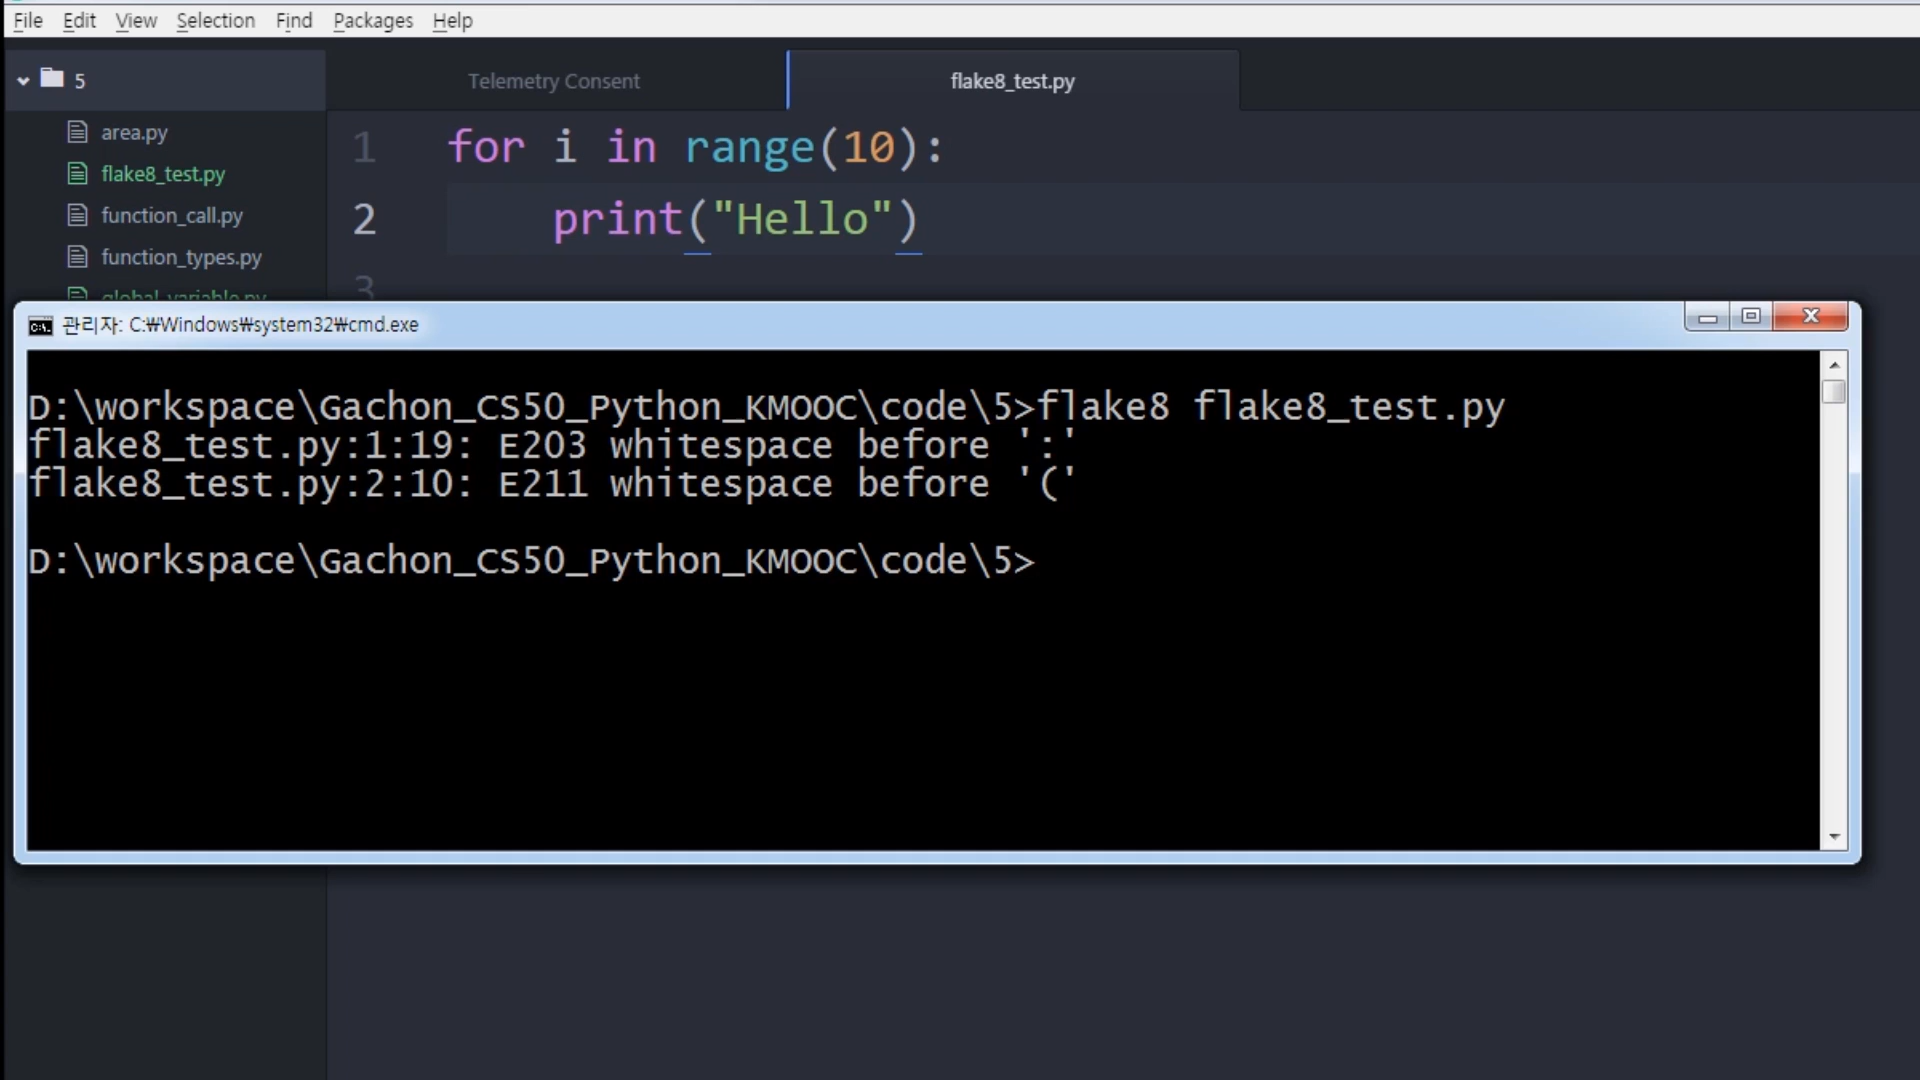 File Edit View Selection Find Packages Help
5
Telemetry Consent
flake8_test.py
area.py
flake8_test.py
function_call.py
function_types.py
global_variable.py
1 for i in range(10):
2 print("Hello")
3
관리자: C:₩Windows₩system32₩cmd.exe
D:\workspace\Gachon_CS50_Python_KMOOC\code\5>flake8 flake8_test.py
flake8_test.py:1:19: E203 whitespace before ':'
flake8_test.py:2:10: E211 whitespace before '('
D:\workspace\Gachon_CS50_Python_KMOOC\code\5>